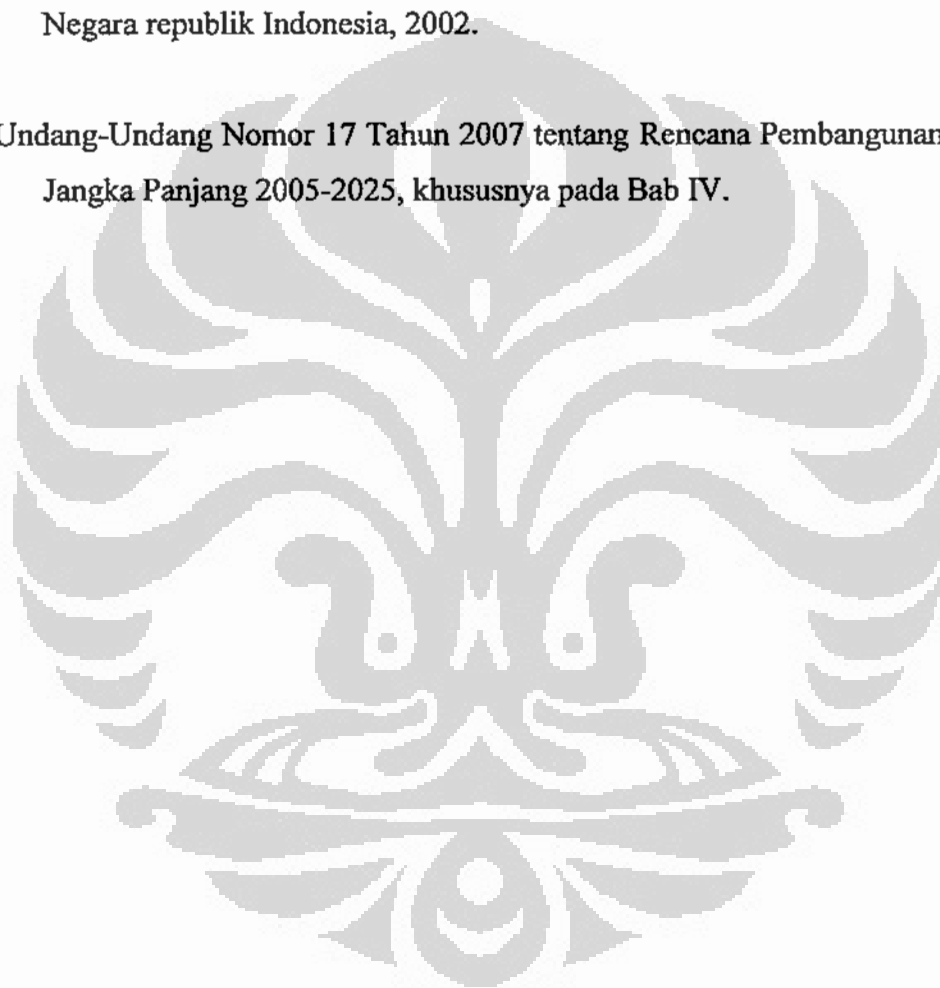 Negara republik Indonesia, 2002.
Undang-Undang Nomor 17 Tahun 2007 tentang Rencana Pembangunan
Jangka Panjang 2005-2025, khususnya pada Bab IV.